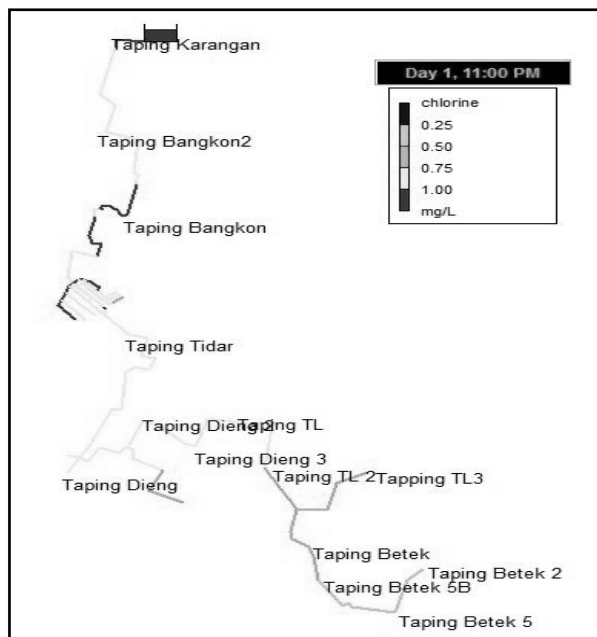 Taping Karangan
Day 1, 11:00 PM
chlorine
0.25
0.50
0.75
1.00
mg/L
Taping Bangkon2
Taping Bangkon
Taping Tidar
Taping Dieng 2
Taping TL
Taping Dieng 3
Taping TL 2
Tapping TL3
Taping Dieng
Taping Betek
Taping Betek 2
Taping Betek 5B
Taping Betek 5